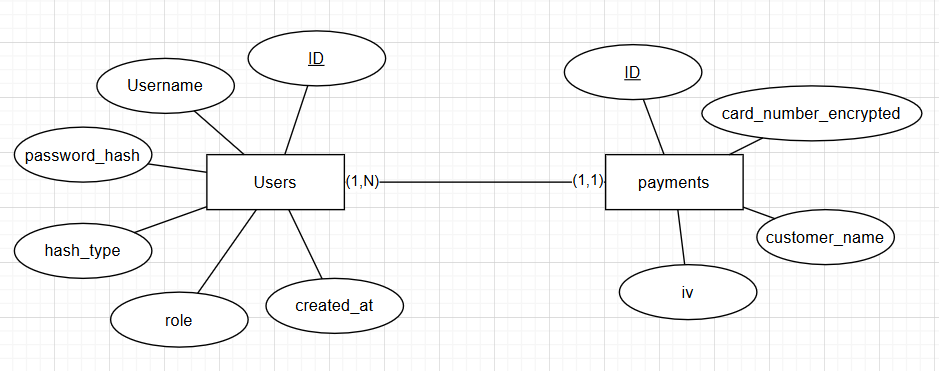 ID
Username
password_hash
hash_type
role
created_at
Users
(1,N)
(1,1)
payments
ID
card_number_encrypted
customer_name
iv